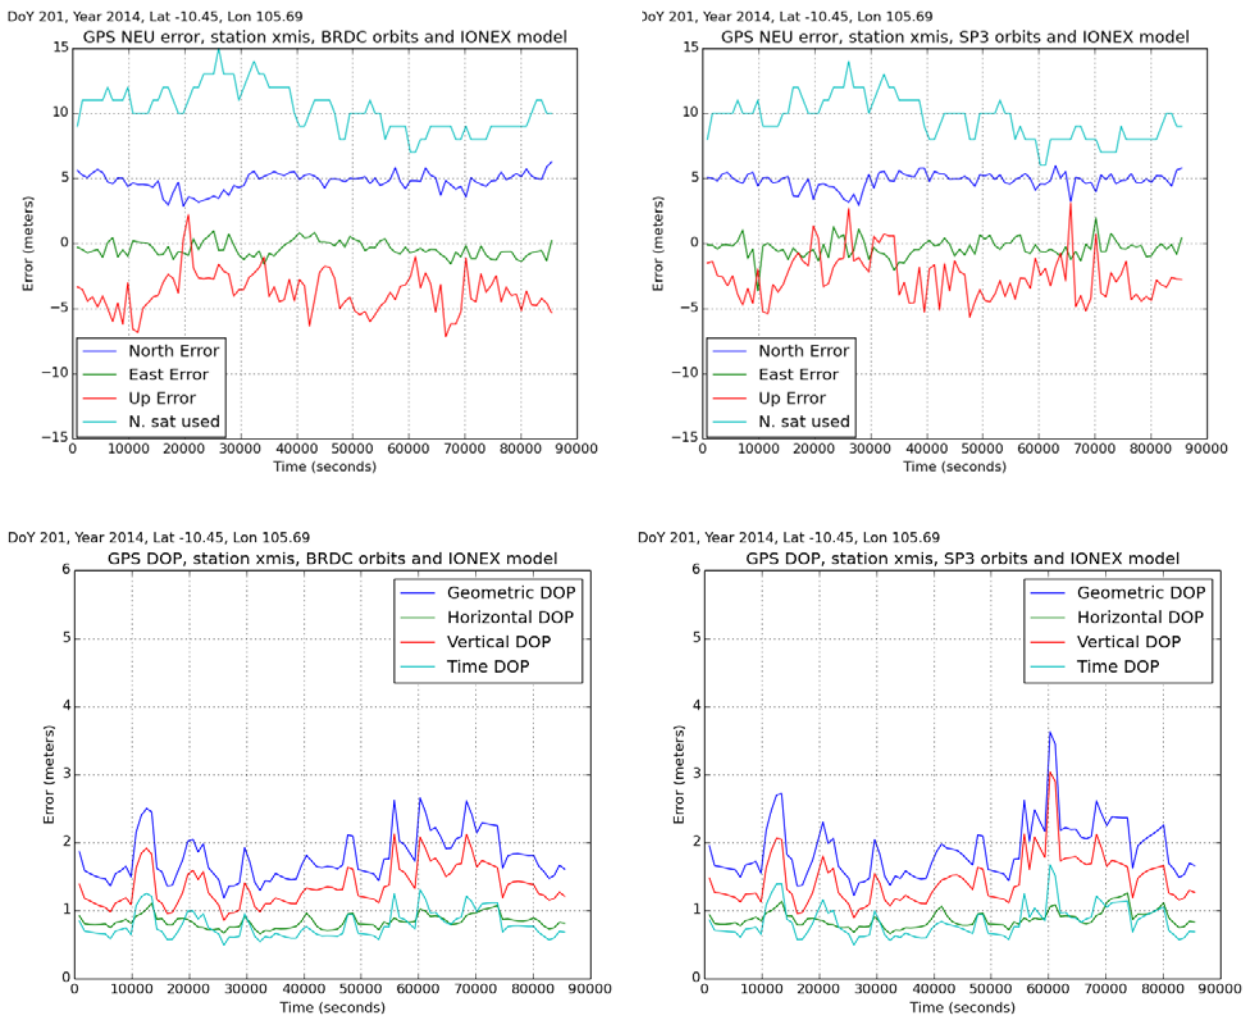 DoY 201, Year 2014, Lat -10.45, Lon 105.69
GPS NEU error, station xmis, BRDC orbits and IONEX model
15
10
5
0
−5
−10
−15
Error (meters)
North Error
East Error
Up Error
N. sat used
0 10000 20000 30000 40000 50000 60000 70000 80000 90000
Time (seconds)
DoY 201, Year 2014, Lat -10.45, Lon 105.69
GPS NEU error, station xmis, SP3 orbits and IONEX model
15
10
5
0
−5
−10
−15
Error (meters)
North Error
East Error
Up Error
N. sat used
0 10000 20000 30000 40000 50000 60000 70000 80000 90000
Time (seconds)
DoY 201, Year 2014, Lat -10.45, Lon 105.69
GPS DOP, station xmis, BRDC orbits and IONEX model
6
5
4
3
2
1
0
Error (meters)
Geometric DOP
Horizontal DOP
Vertical DOP
Time DOP
0 10000 20000 30000 40000 50000 60000 70000 80000 90000
Time (seconds)
DoY 201, Year 2014, Lat -10.45, Lon 105.69
GPS DOP, station xmis, SP3 orbits and IONEX model
6
5
4
3
2
1
0
Error (meters)
Geometric DOP
Horizontal DOP
Vertical DOP
Time DOP
0 10000 20000 30000 40000 50000 60000 70000 80000 90000
Time (seconds)